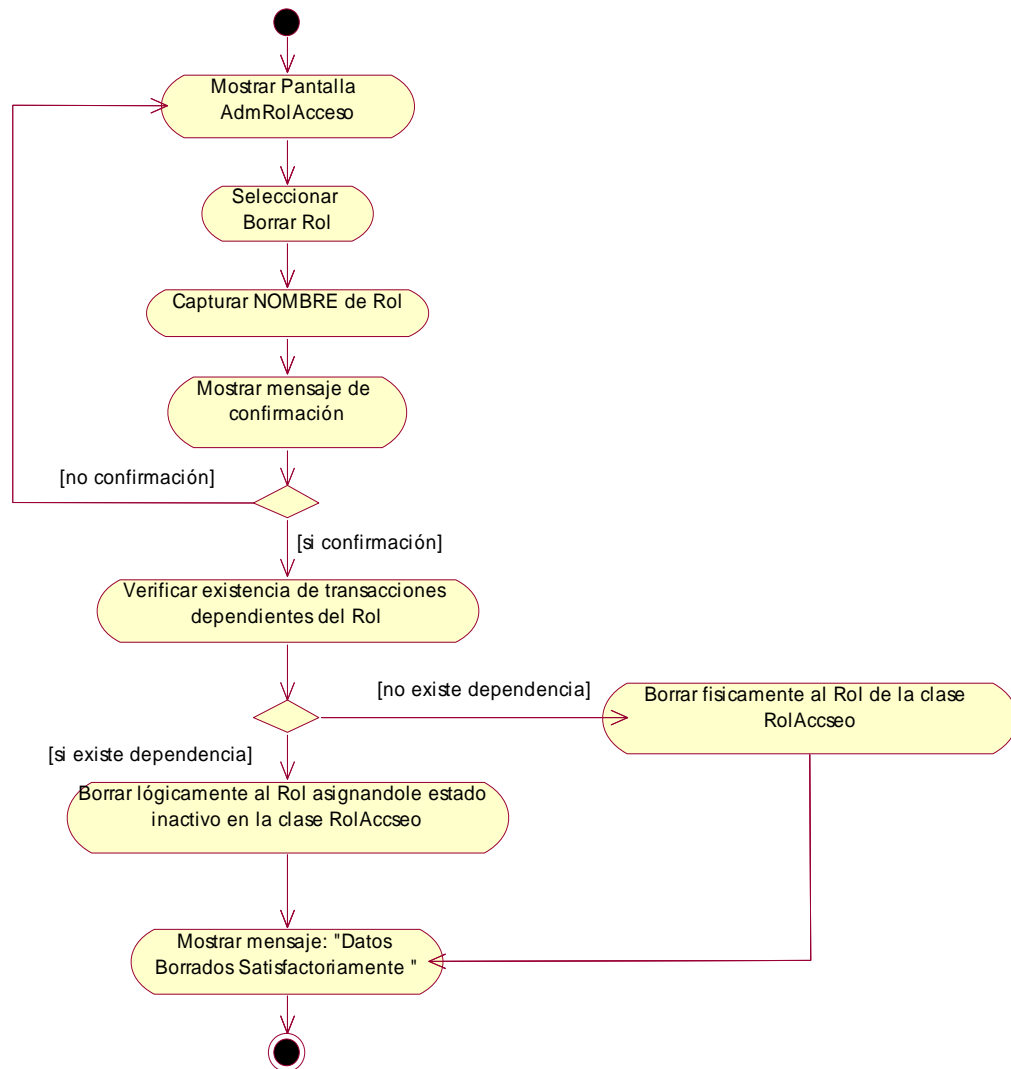 Mostrar Pantalla
AdmRolAcceso
Seleccionar
Borrar Rol
Capturar NOMBRE de Rol
Mostrar mensaje de
confirmación
[no confirmación]
[si confirmación]
Verificar existencia de transacciones
dependientes del Rol
[no existe dependencia]
Borrar fisicamente al Rol de la clase
RolAccseo
[si existe dependencia]
Borrar lógicamente al Rol asignandole estado
inactivo en la clase RolAccseo
Mostrar mensaje: "Datos
Borrados Satisfactoriamente "